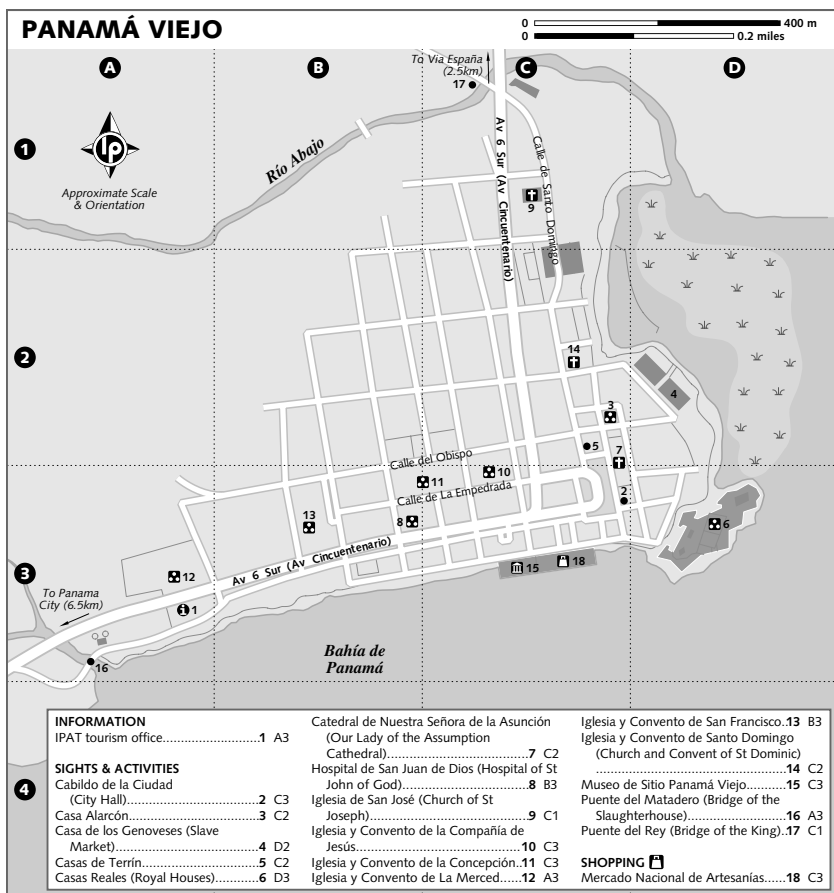 PANAMÁ VIEJO
0 400 m
0 0.2 miles
A
B
C
D
1
2
3
4
lp
Approximate Scale
& Orientation
Río Abajo
To Via España
(2.5km)
17
Av 6 Sur (Av Cincuentenario)
Calle de Santo Domingo
9
14
4
3
5
7
Calle del Obispo
10
11
Calle de La Empedrada
13
8
2
6
Av 6 Sur (Av Cincuentenario)
12
15
18
1
To Panama
City (6.5km)
16
Bahía de
Panamá
INFORMATION
IPAT tourism office............................1 A3
SIGHTS & ACTIVITIES
Cabildo de la Ciudad
(City Hall)..................................2 C3
Casa Alarcón..................................3 C2
Casa de los Genoveses (Slave
Market)....................................4 D2
Casas de Terrín...............................5 C2
Casas Reales (Royal Houses)............6 D3
Catedral de Nuestra Señora de la Asunción
(Our Lady of the Assumption
Cathedral)..................................7 C2
Hospital de San Juan de Dios (Hospital of St
John of God)..............................8 B3
Iglesia de San José (Church of St
Joseph)......................................9 C1
Iglesia y Convento de la Compañía de
Jesús........................................10 C3
Iglesia y Convento de la Concepción.11 C3
Iglesia y Convento de La Merced......12 A3
Iglesia y Convento de San Francisco.13 B3
Iglesia y Convento de Santo Domingo
(Church and Convent of St Dominic)
..................................................14 C2
Museo de Sitio Panamá Viejo..........15 C3
Puente del Matadero (Bridge of the
Slaughterhouse)........................16 A3
Puente del Rey (Bridge of the King).17 C1
SHOPPING
Mercado Nacional de Artesanías......18 C3